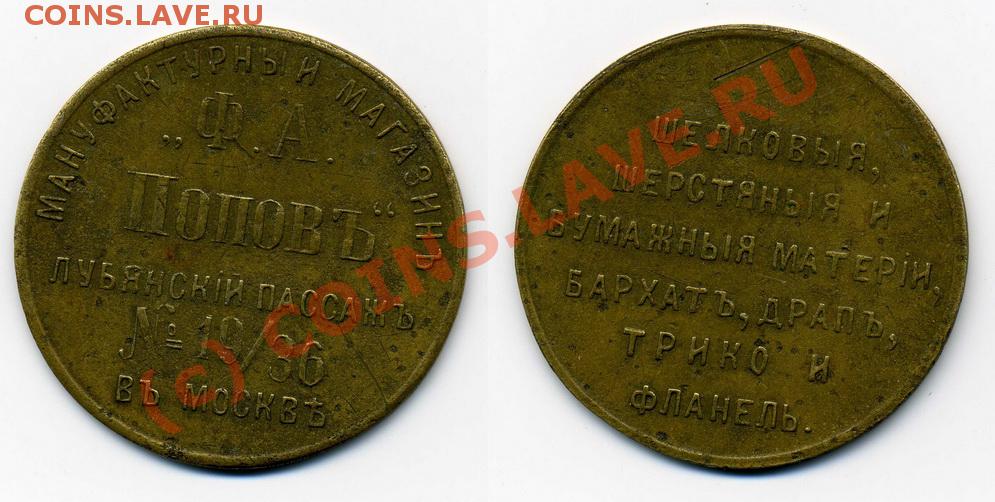 COINS.LAVE.RU
МАНУФАКТУРНЫЙ МАГАЗИНЪ
„Ф.А.
ПОПОВЪ“
ЛУБЯНСКІЙ ПАССАЖЪ
№ 19/36
ВЪ МОСКВѢ
(c) COINS.LAVE.RU
ШЕЛКОВЫЯ,
ШЕРСТЯНЫЯ И
БУМАЖНЫЯ МАТЕРІИ,
БАРХАТЪ, ДРАПЪ,
ТРИКО И
ФЛАНЕЛЬ.